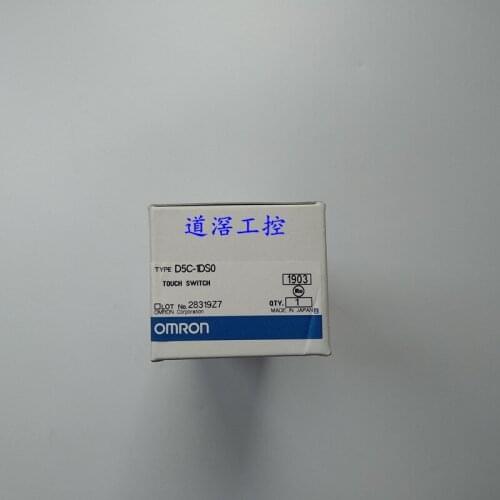 道滘工控
TYPE D5C-1DS0
TOUCH SWITCH
1903
LOT No. 28319Z7
QTY. 1
OMRON Corporation
MADE IN JAPAN
OMRON